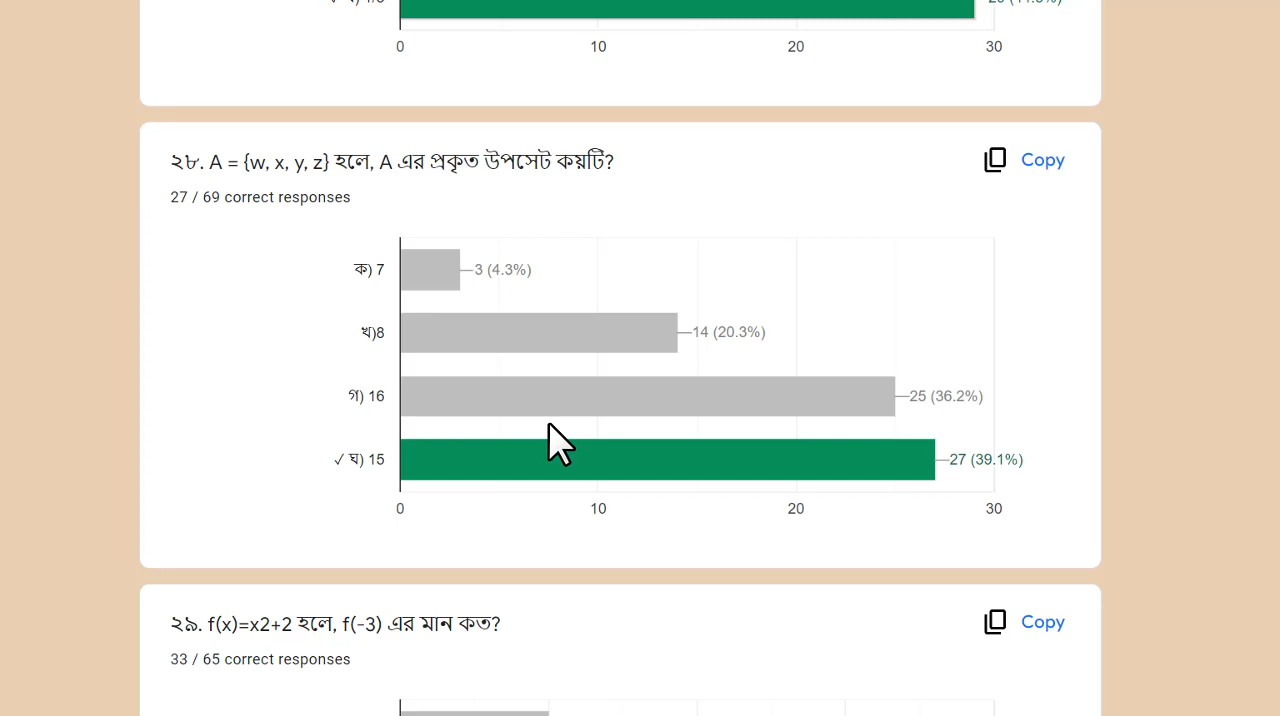 0 10 20 30
২৮. A = {w, x, y, z} হলে, A এর প্রকৃত উপসেট কয়টি?
Copy
27 / 69 correct responses
ক) 7 3 (4.3%)
খ)8 14 (20.3%)
গ) 16 25 (36.2%)
✓ ঘ) 15 27 (39.1%)
0 10 20 30
২৯. f(x)=x2+2 হলে, f(-3) এর মান কত?
Copy
33 / 65 correct responses